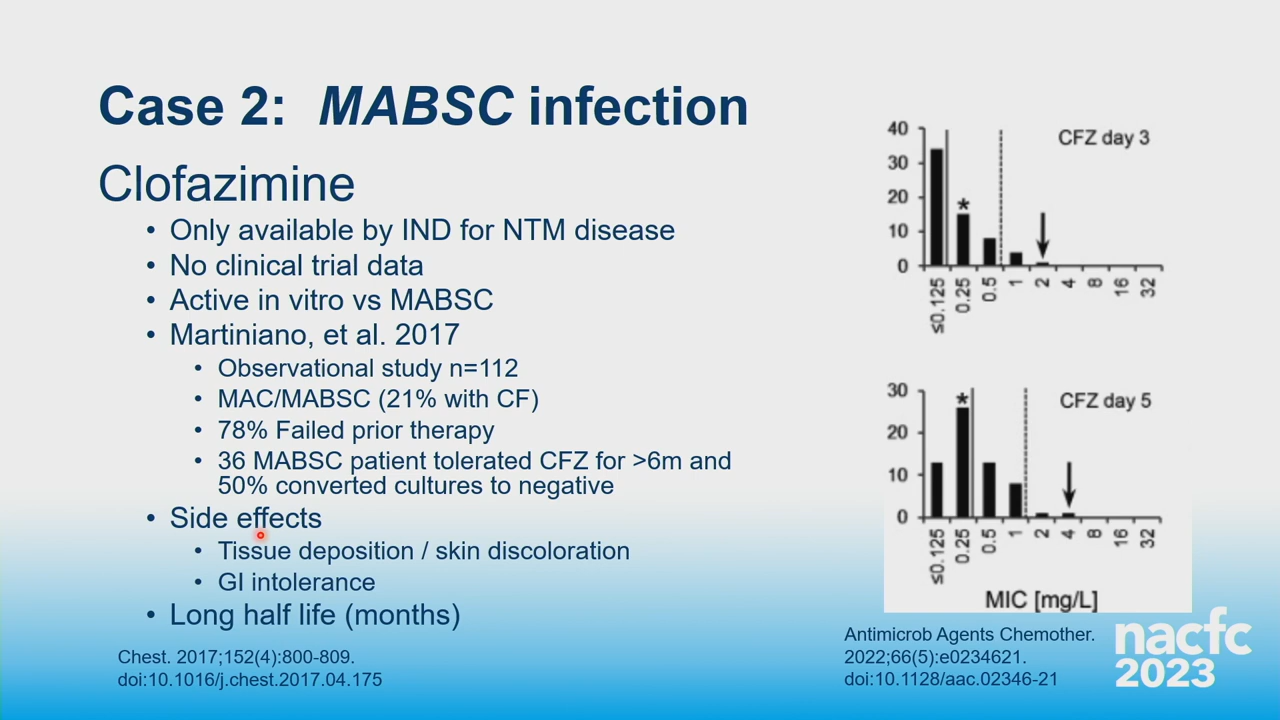 Case 2: MABSC infection
Clofazimine
• Only available by IND for NTM disease
• No clinical trial data
• Active in vitro vs MABSC
• Martiniano, et al. 2017
• Observational study n=112
• MAC/MABSC (21% with CF)
• 78% Failed prior therapy
• 36 MABSC patient tolerated CFZ for >6m and
50% converted cultures to negative
• Side effects
• Tissue deposition / skin discoloration
• GI intolerance
• Long half life (months)
Chest. 2017;152(4):800-809.
doi:10.1016/j.chest.2017.04.175
CFZ day 3
40
30
20
10
0
*
≤0.125 0.25 0.5 1 2 4 8 16 32
CFZ day 5
30
20
10
0
*
≤0.125 0.25 0.5 1 2 4 8 16 32
MIC [mg/L]
Antimicrob Agents Chemother.
2022;66(5):e0234621.
doi:10.1128/aac.02346-21
nacfc
2023